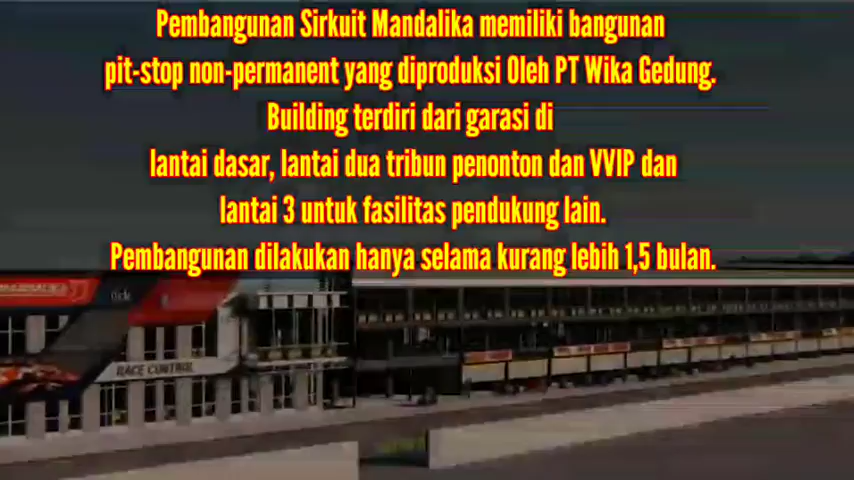 Pembangunan Sirkuit Mandalika memiliki bangunan
pit-stop non-permanent yang diproduksi Oleh PT Wika Gedung.
Building terdiri dari garasi di
lantai dasar, lantai dua tribun penonton dan VVIP dan
lantai 3 untuk fasilitas pendukung lain.
Pembangunan dilakukan hanya selama kurang lebih 1,5 bulan.
RACE CONTROL